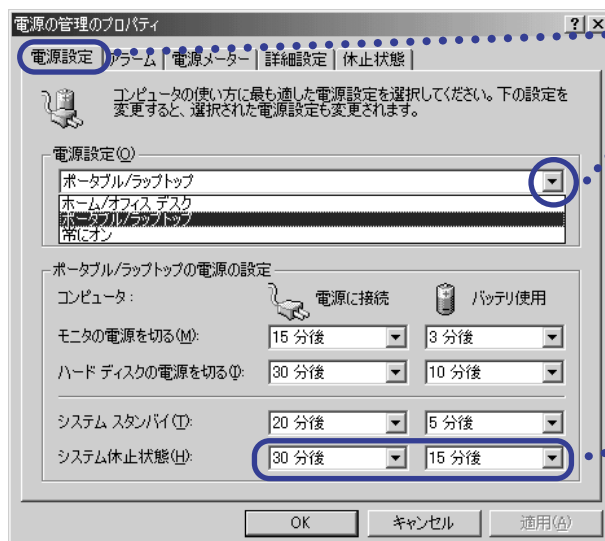 電源の管理のプロパティ ? ×
電源設定 アラーム 電源メーター 詳細設定 休止状態
コンピュータの使い方に最も適した電源設定を選択してください。下の設定を
変更すると、選択された電源設定も変更されます。
電源設定(O)
ポータブル/ラップトップ
ホーム/オフィス デスク
ポータブル/ラップトップ
常にオン
ポータブル/ラップトップの電源の設定
コンピュータ: 電源に接続 バッテリ使用
モニタの電源を切る(M): 15 分後 3 分後
ハード ディスクの電源を切る(I): 30 分後 10 分後
システム スタンバイ(T): 20 分後 5 分後
システム休止状態(H): 30 分後 15 分後
OK キャンセル 適用(A)